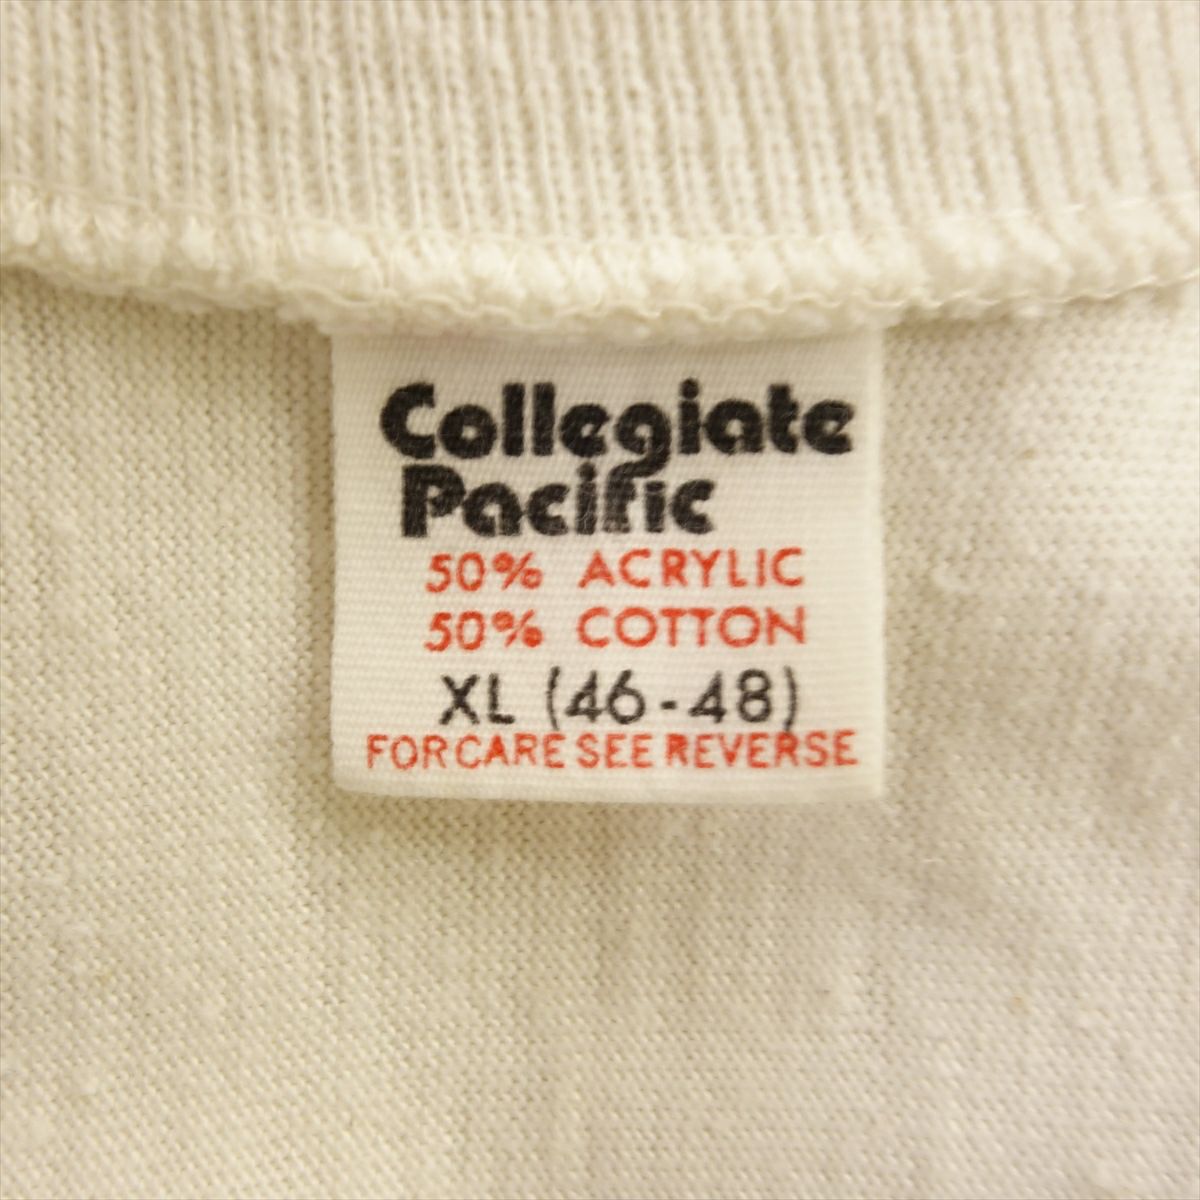 Collegiate
Pacific
50% ACRYLIC
50% COTTON
XL (46-48)
FOR CARE SEE REVERSE